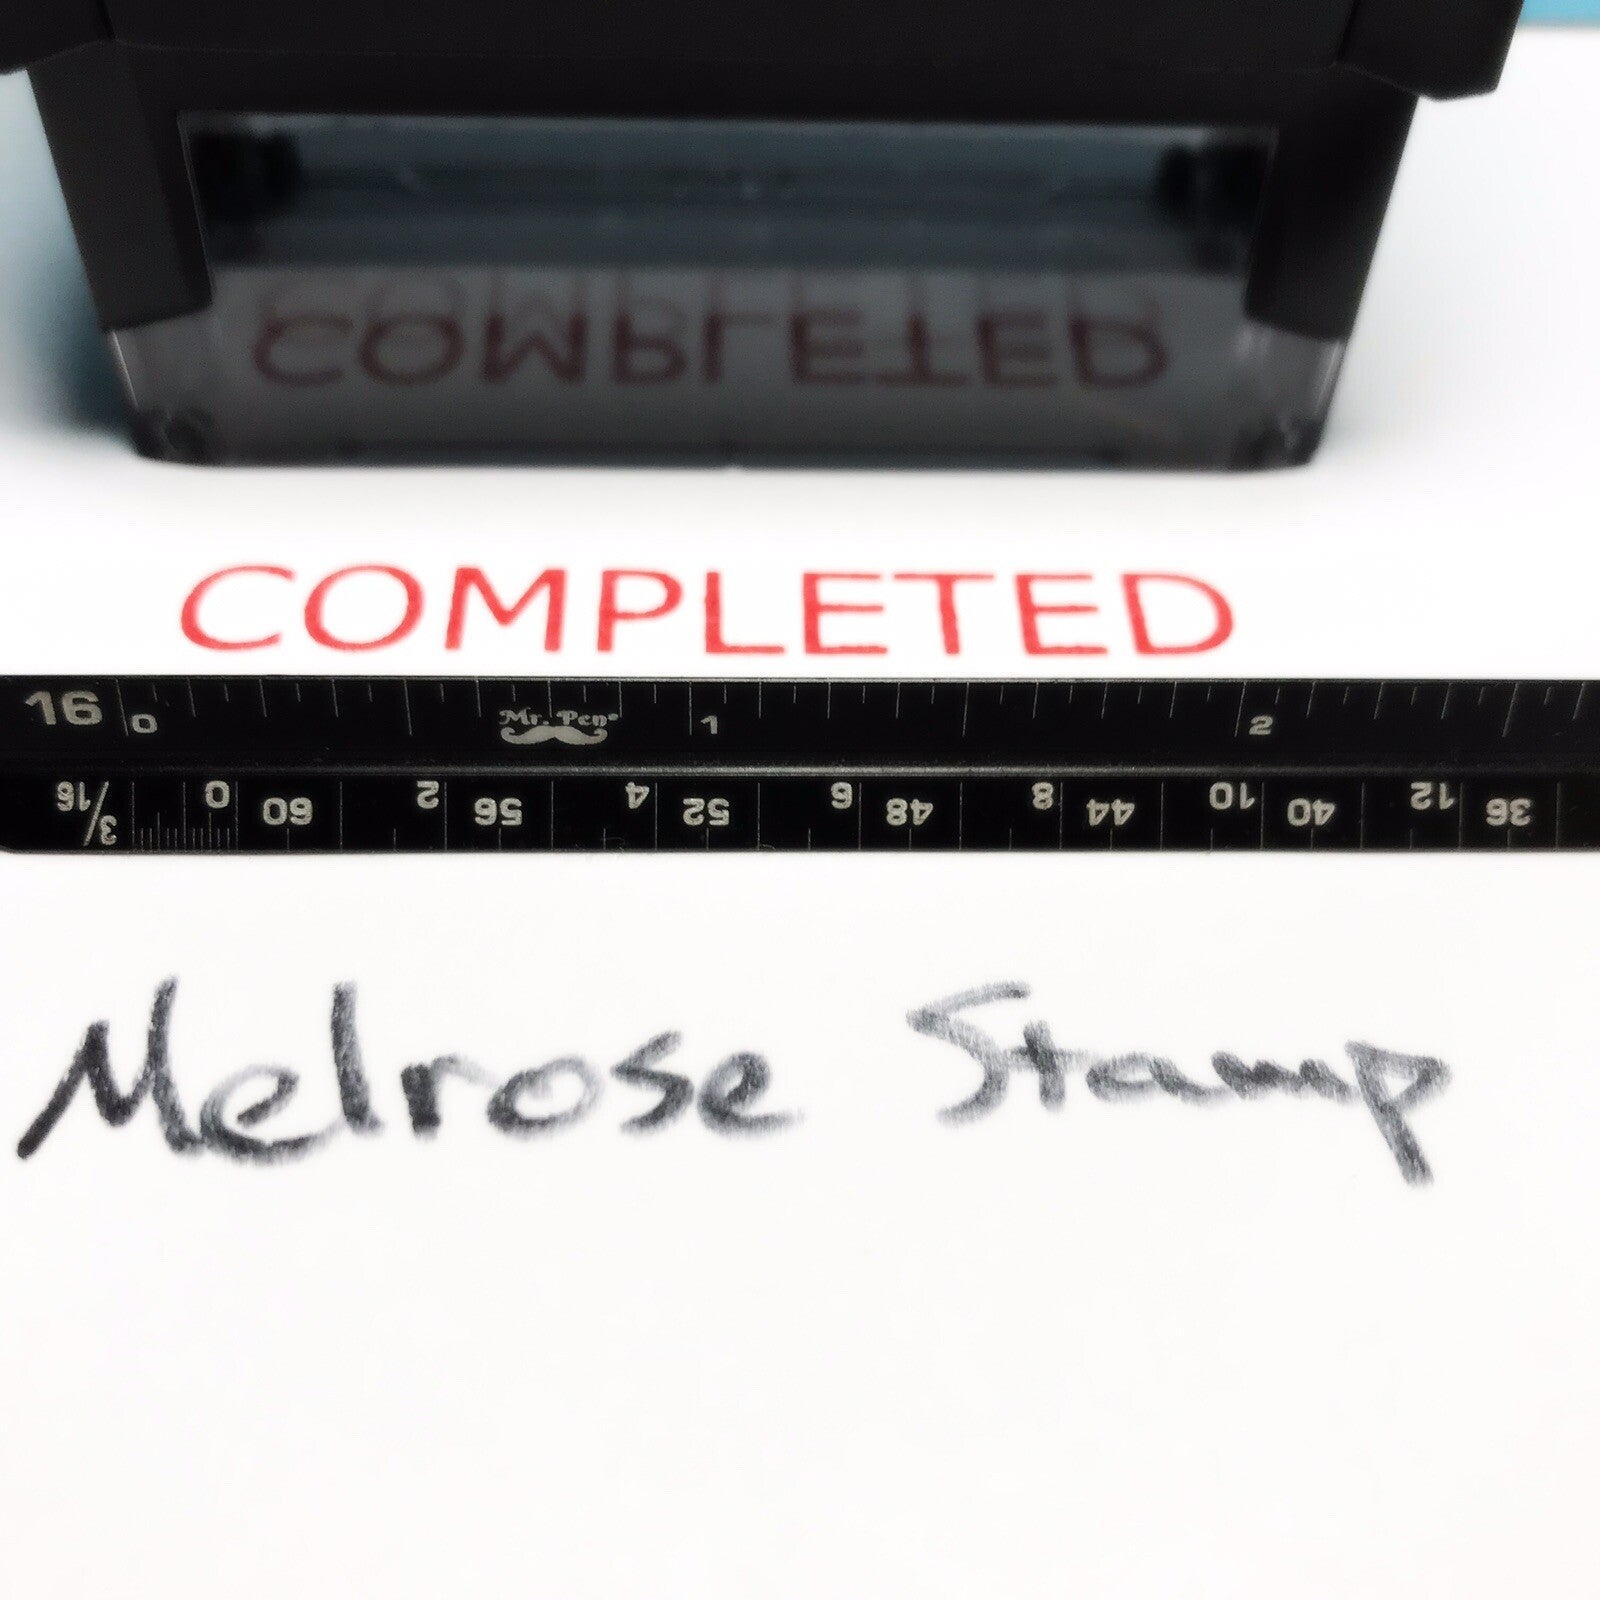 COMPLETED
COMPLETED
16 0 Mr. Pen® 1 2
3/16 0 60 2 56 4 52 6 48 8 44 10 40 12 36
Melrose Stamp